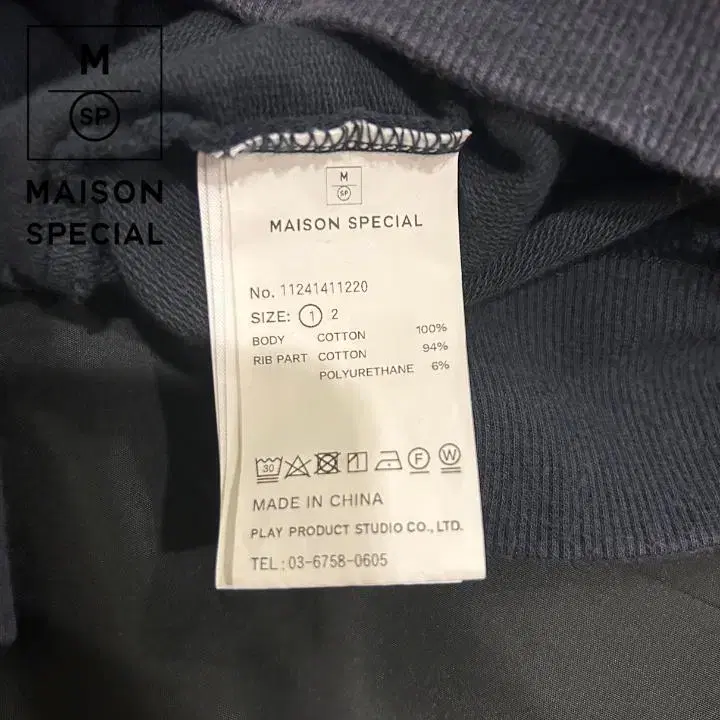 M
SP
MAISON
SPECIAL
M
SP
MAISON SPECIAL
No. 11241411220
SIZE: 1 2
BODY COTTON 100%
RIB PART COTTON 94%
POLYURETHANE 6%
30 F W
MADE IN CHINA
PLAY PRODUCT STUDIO CO., LTD.
TEL : 03-6758-0605